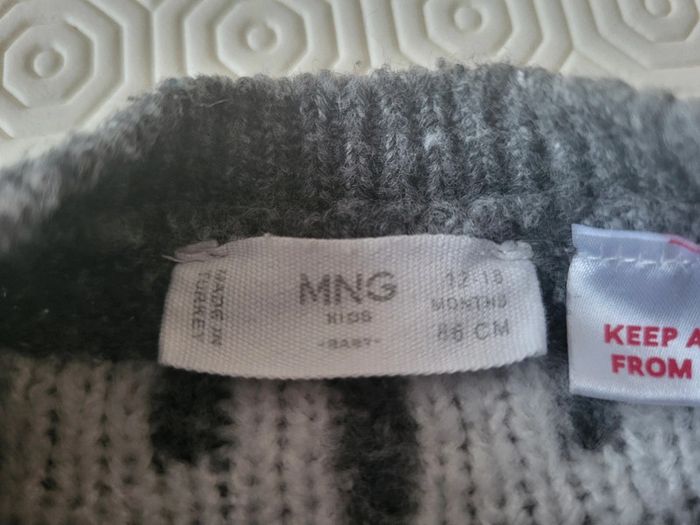 MADE IN
TURKEY
MNG
KIDS
-BABY-
12-18
MONTHS
86 CM
KEEP A
FROM